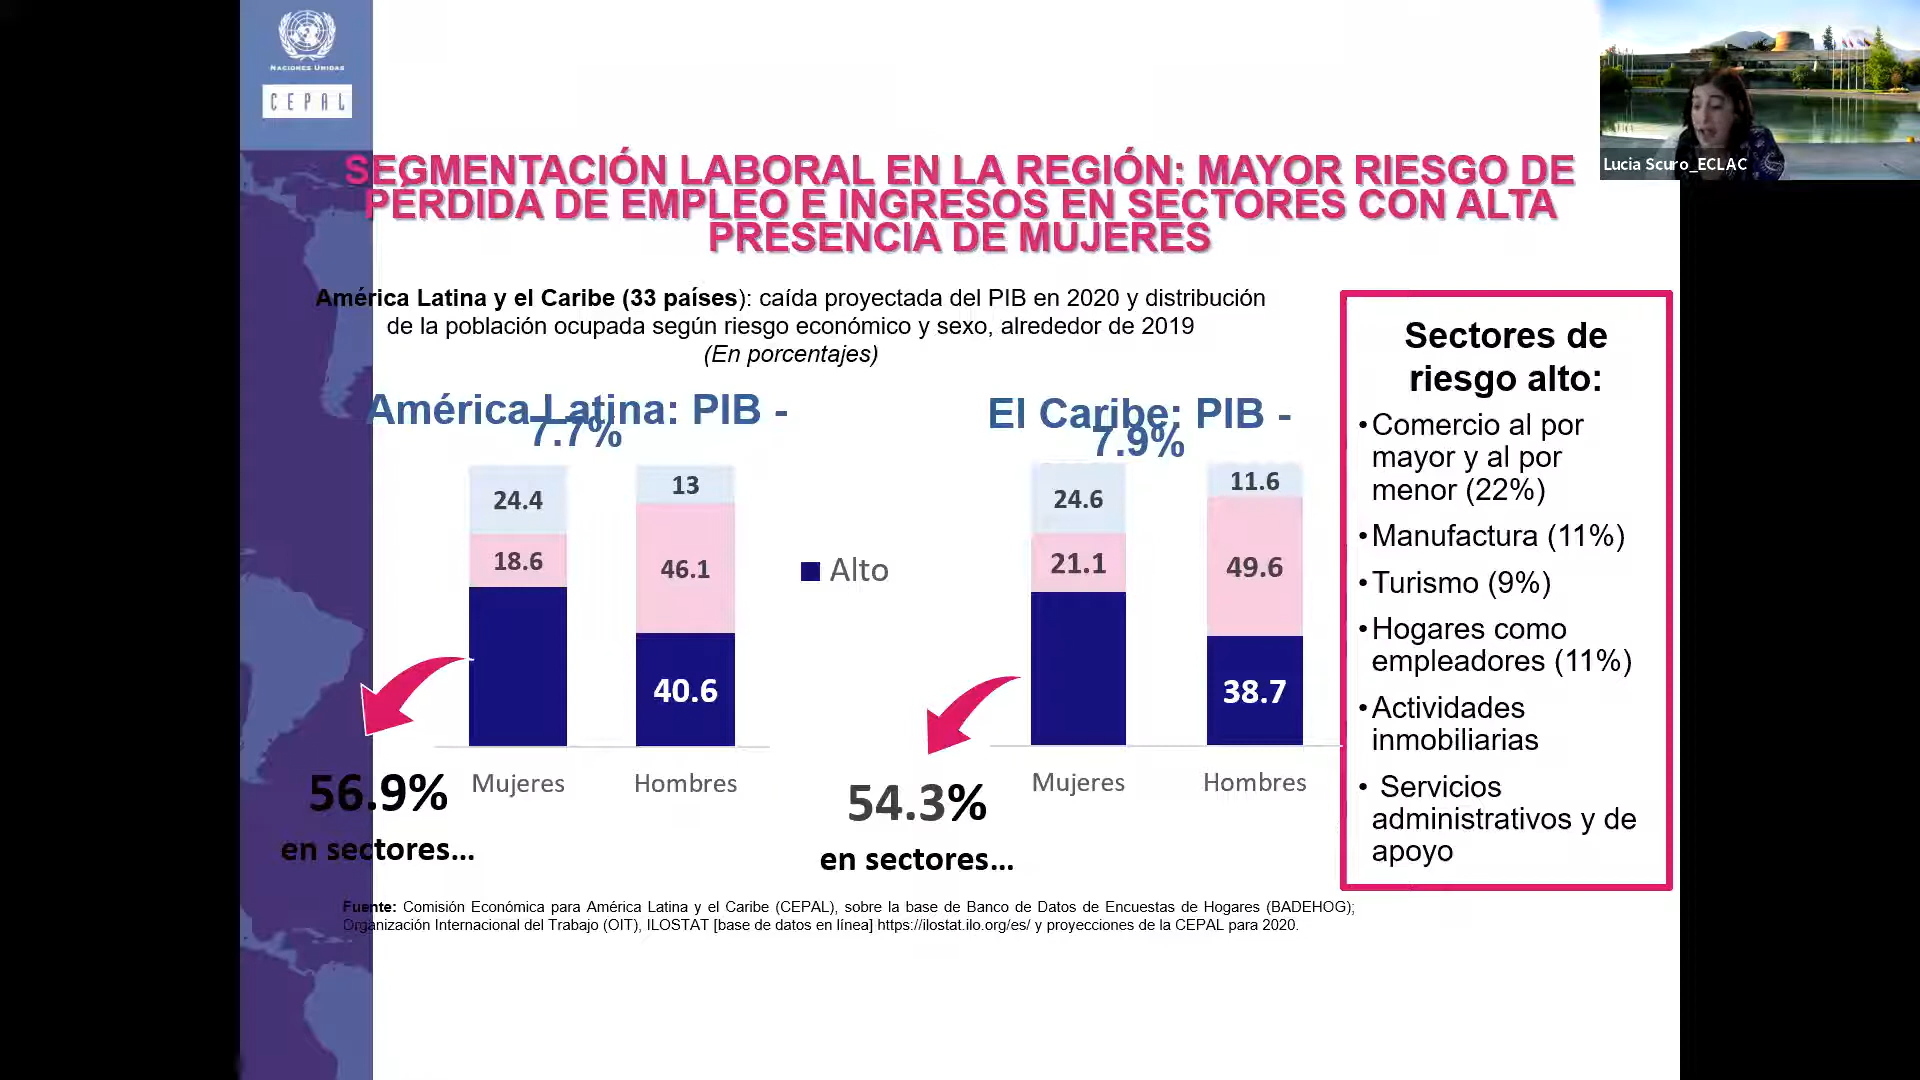 NACIONES UNIDAS
CEPAL
Lucia Scuro_ECLAC
SEGMENTACIÓN LABORAL EN LA REGIÓN: MAYOR RIESGO DE
PÉRDIDA DE EMPLEO E INGRESOS EN SECTORES CON ALTA
PRESENCIA DE MUJERES
América Latina y el Caribe (33 países): caída proyectada del PIB en 2020 y distribución
de la población ocupada según riesgo económico y sexo, alrededor de 2019
(En porcentajes)
América Latina: PIB -
7.7%
24.4
18.6
13
46.1
40.6
Mujeres
Hombres
56.9%
en sectores...
Alto
El Caribe: PIB -
7.9%
24.6
21.1
11.6
49.6
38.7
Mujeres
Hombres
54.3%
en sectores...
Sectores de
riesgo alto:
•Comercio al por
mayor y al por
menor (22%)
•Manufactura (11%)
•Turismo (9%)
•Hogares como
empleadores (11%)
•Actividades
inmobiliarias
• Servicios
administrativos y de
apoyo
Fuente: Comisión Económica para América Latina y el Caribe (CEPAL), sobre la base de Banco de Datos de Encuestas de Hogares (BADEHOG);
Organización Internacional del Trabajo (OIT), ILOSTAT [base de datos en línea] https://ilostat.ilo.org/es/ y proyecciones de la CEPAL para 2020.